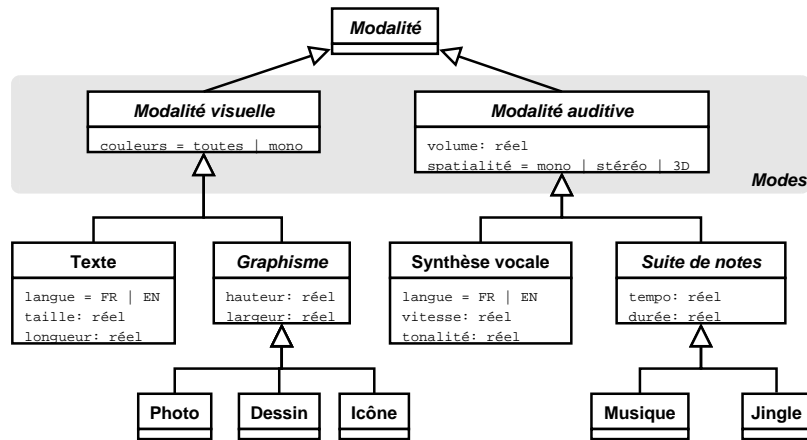 Modalité
Modalité visuelle
couleurs = toutes | mono
Modalité auditive
volume: réel
spatialité = mono | stéréo | 3D
Modes
Texte
langue = FR | EN
taille: réel
longueur: réel
Graphisme
hauteur: réel
largeur: réel
Synthèse vocale
langue = FR | EN
vitesse: réel
tonalité: réel
Suite de notes
tempo: réel
durée: réel
Photo
Dessin
Icône
Musique
Jingle